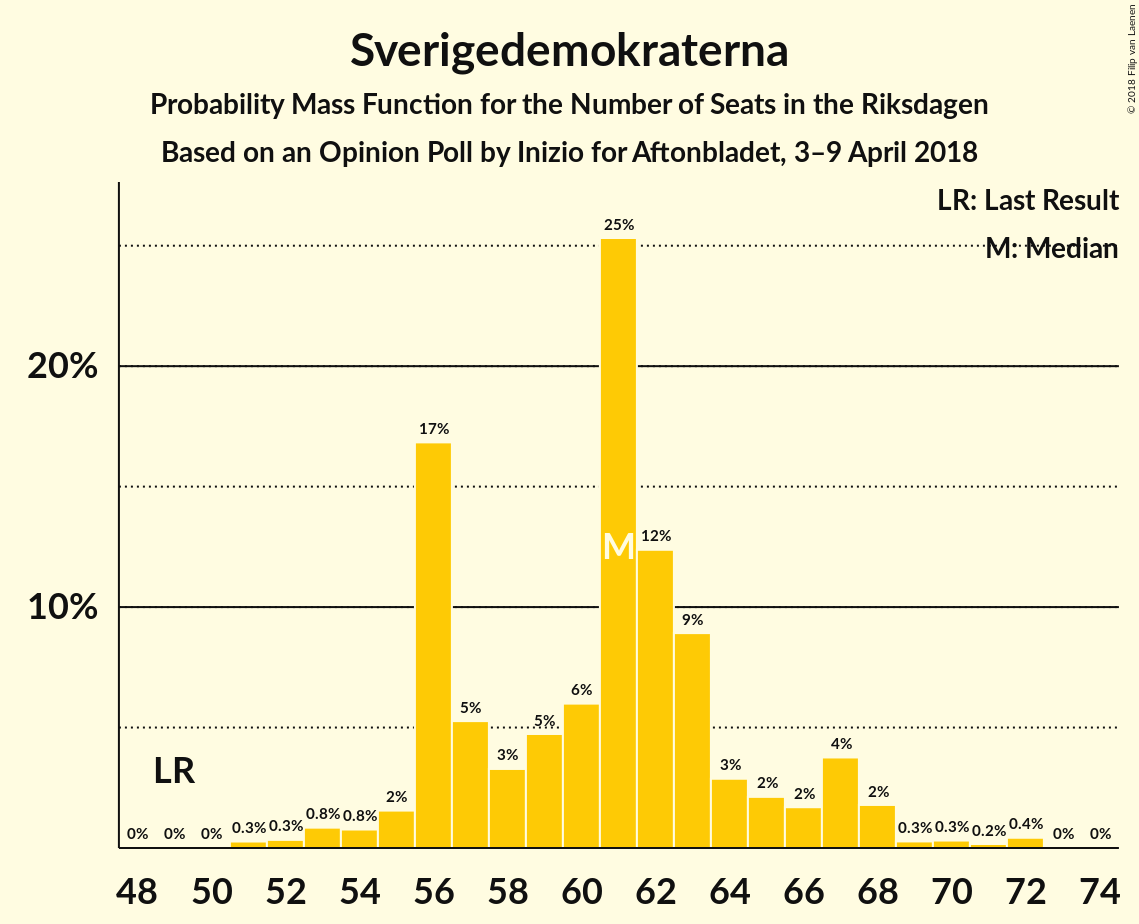 Sverigedemokraterna
Probability Mass Function for the Number of Seats in the Riksdagen
Based on an Opinion Poll by Inizio for Aftonbladet, 3–9 April 2018
© 2018 Filip van Laenen
LR: Last Result
M: Median
20%
10%
LR
M
0% 0% 0% 0.3% 0.3% 0.8% 0.8% 2% 17% 5% 3% 5% 6% 25% 12% 9% 3% 2% 2% 4% 2% 0.3% 0.3% 0.2% 0.4% 0% 0%
48 50 52 54 56 58 60 62 64 66 68 70 72 74